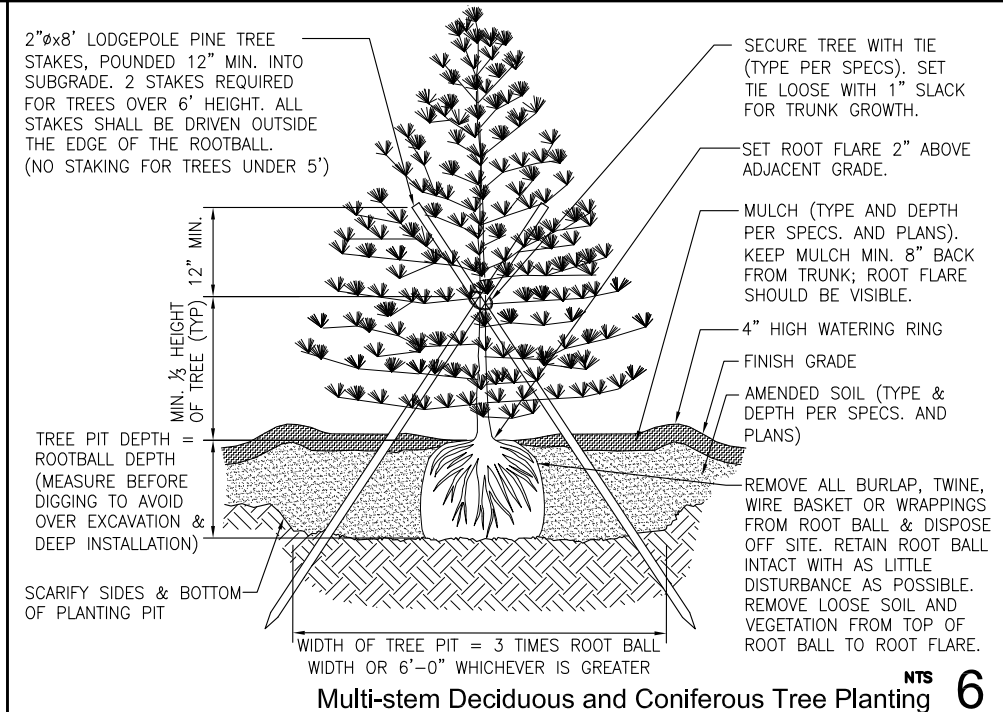 2"øx8' LODGEPOLE PINE TREE
STAKES, POUNDED 12" MIN. INTO
SUBGRADE. 2 STAKES REQUIRED
FOR TREES OVER 6' HEIGHT. ALL
STAKES SHALL BE DRIVEN OUTSIDE
THE EDGE OF THE ROOTBALL.
(NO STAKING FOR TREES UNDER 5')
12" MIN.
MIN. ⅓ HEIGHT
OF TREE (TYP)
TREE PIT DEPTH =
ROOTBALL DEPTH
(MEASURE BEFORE
DIGGING TO AVOID
OVER EXCAVATION &
DEEP INSTALLATION)
SCARIFY SIDES & BOTTOM
OF PLANTING PIT
SECURE TREE WITH TIE
(TYPE PER SPECS). SET
TIE LOOSE WITH 1" SLACK
FOR TRUNK GROWTH.
SET ROOT FLARE 2" ABOVE
ADJACENT GRADE.
MULCH (TYPE AND DEPTH
PER SPECS. AND PLANS).
KEEP MULCH MIN. 8" BACK
FROM TRUNK; ROOT FLARE
SHOULD BE VISIBLE.
4" HIGH WATERING RING
FINISH GRADE
AMENDED SOIL (TYPE &
DEPTH PER SPECS. AND
PLANS)
REMOVE ALL BURLAP, TWINE,
WIRE BASKET OR WRAPPINGS
FROM ROOT BALL & DISPOSE
OFF SITE. RETAIN ROOT BALL
INTACT WITH AS LITTLE
DISTURBANCE AS POSSIBLE.
REMOVE LOOSE SOIL AND
VEGETATION FROM TOP OF
ROOT BALL TO ROOT FLARE.
WIDTH OF TREE PIT = 3 TIMES ROOT BALL
WIDTH OR 6'-0" WHICHEVER IS GREATER
NTS
Multi-stem Deciduous and Coniferous Tree Planting 6